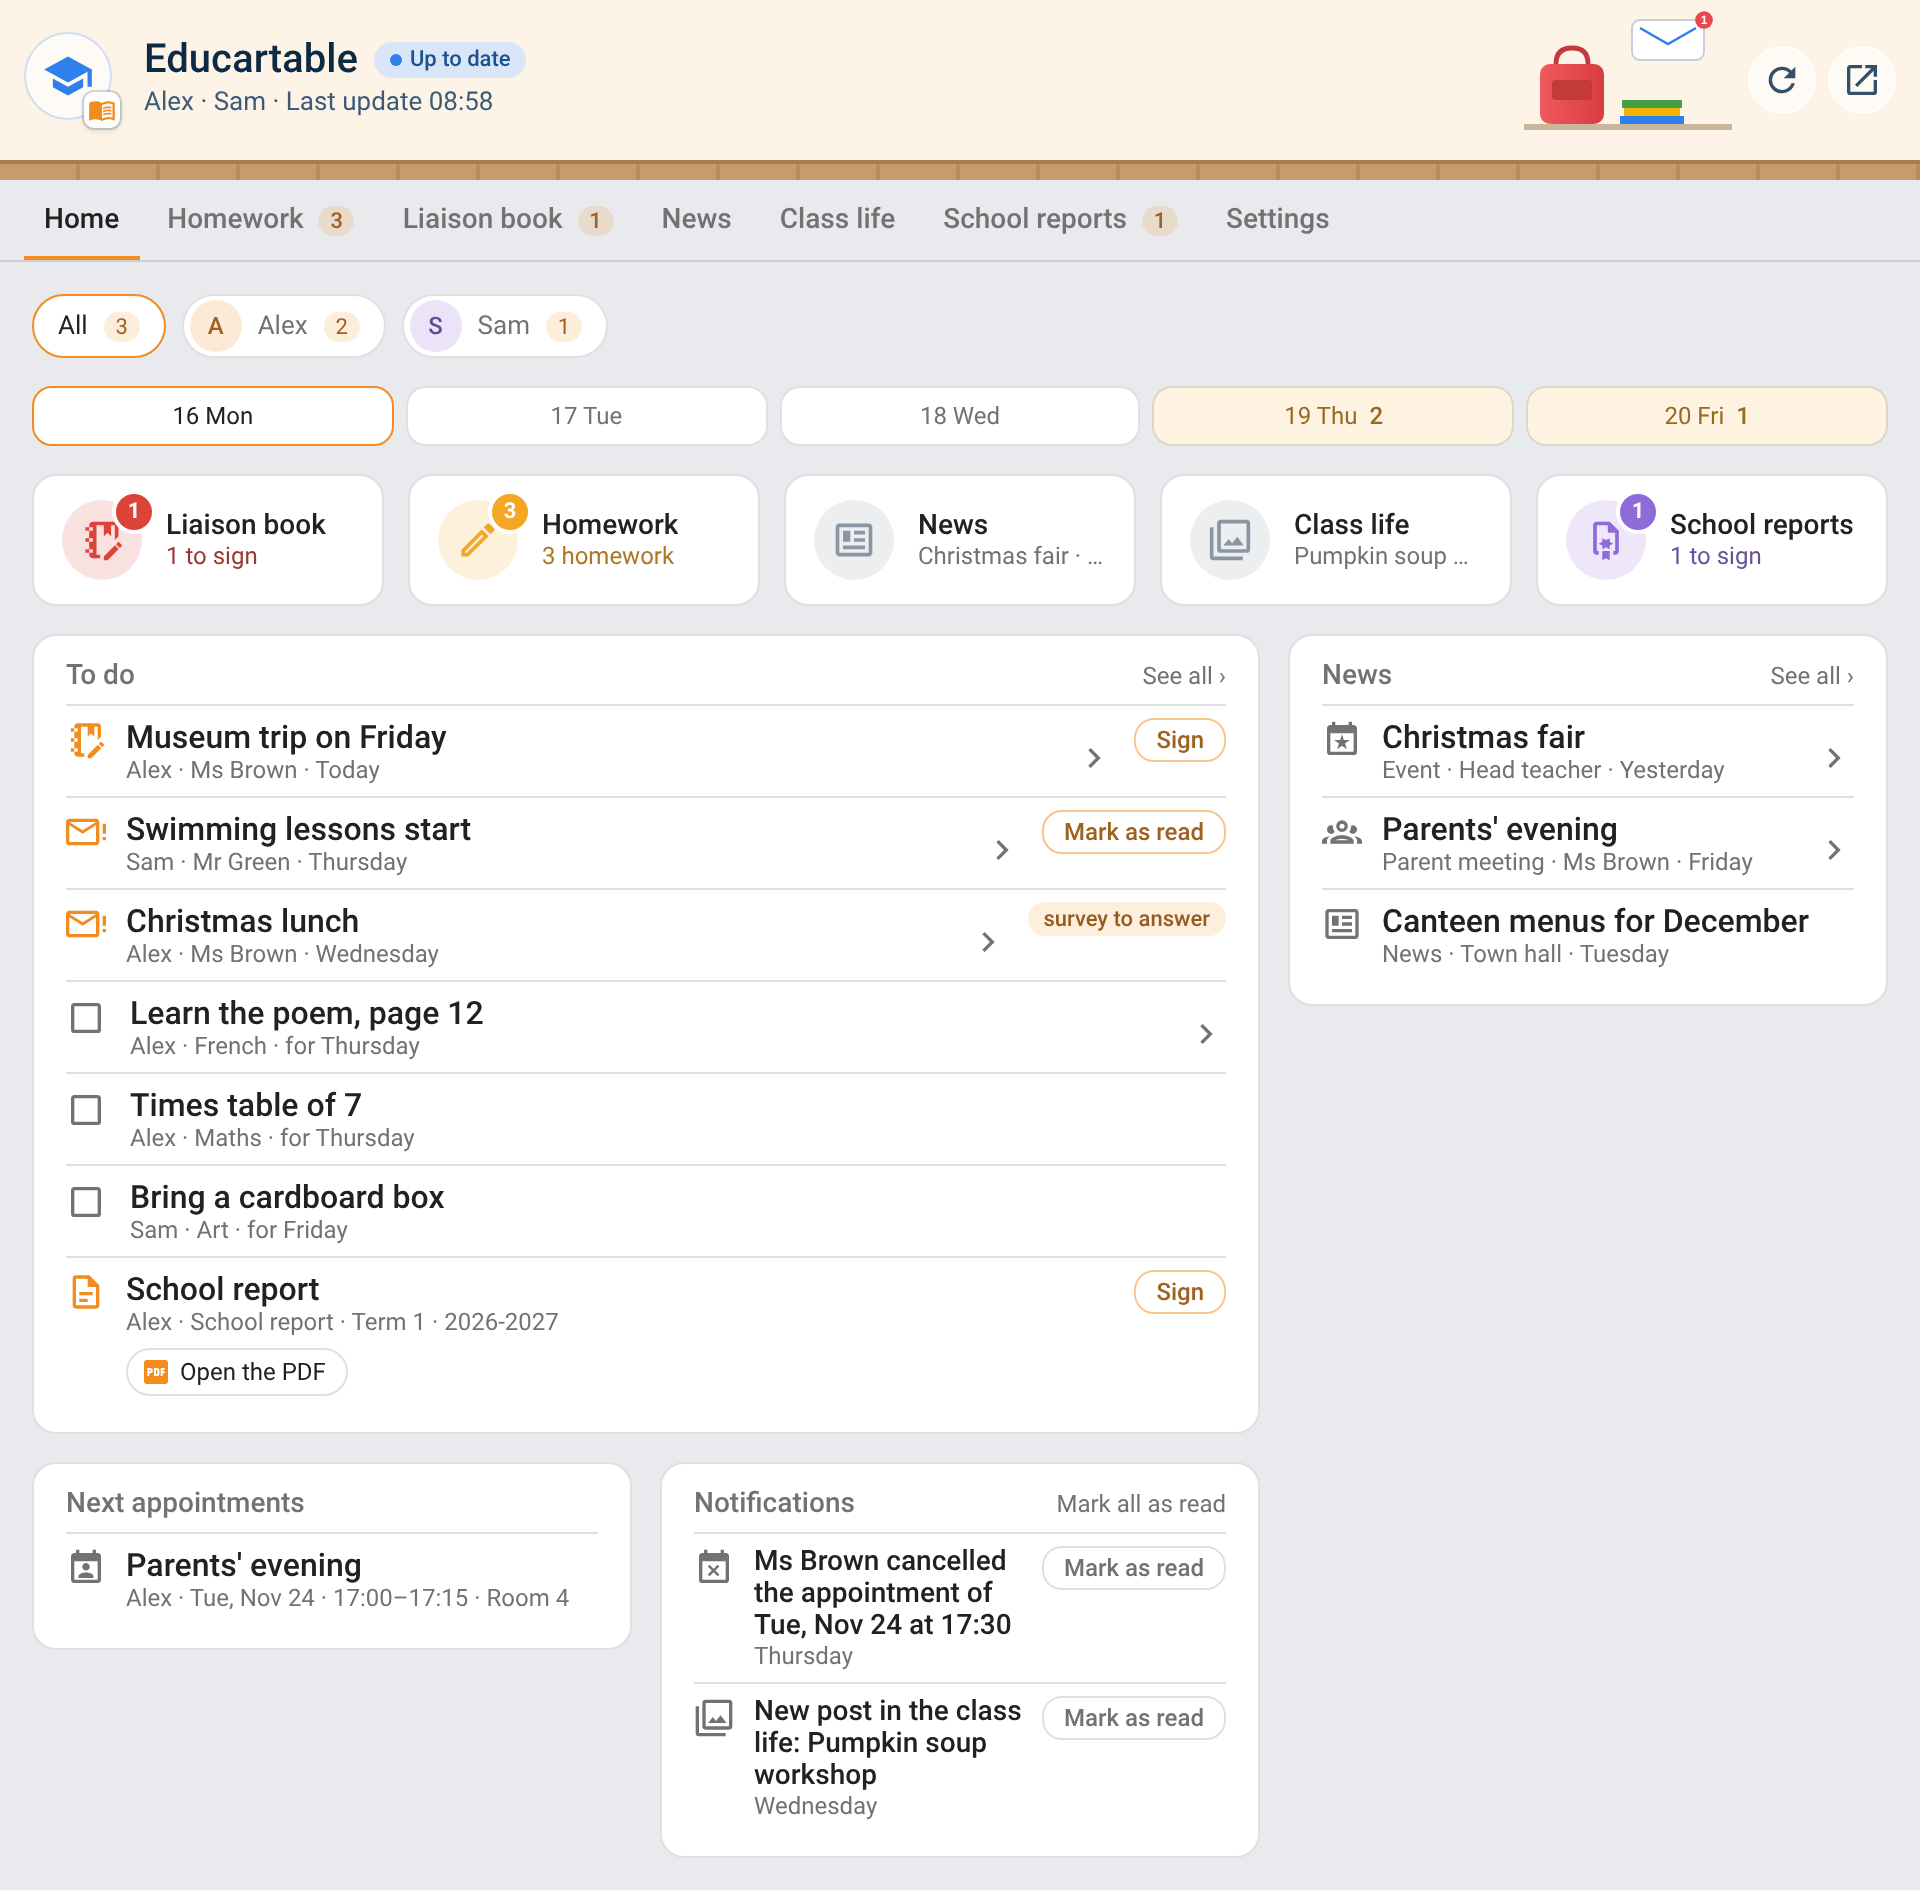 Educartable
Up to date
Alex · Sam · Last update 08:58
1
Home
Homework 3
Liaison book 1
News
Class life
School reports 1
Settings
All 3
A Alex 2
S Sam 1
16 Mon
17 Tue
18 Wed
19 Thu 2
20 Fri 1
1
Liaison book
1 to sign
3
Homework
3 homework
News
Christmas fair · ...
Class life
Pumpkin soup ...
1
School reports
1 to sign
To do
See all ›
Museum trip on Friday
Alex · Ms Brown · Today
Sign
Swimming lessons start
Sam · Mr Green · Thursday
Mark as read
Christmas lunch
Alex · Ms Brown · Wednesday
survey to answer
Learn the poem, page 12
Alex · French · for Thursday
Times table of 7
Alex · Maths · for Thursday
Bring a cardboard box
Sam · Art · for Friday
School report
Alex · School report · Term 1 · 2026-2027
Sign
PDF Open the PDF
News
See all ›
Christmas fair
Event · Head teacher · Yesterday
Parents' evening
Parent meeting · Ms Brown · Friday
Canteen menus for December
News · Town hall · Tuesday
Next appointments
Parents' evening
Alex · Tue, Nov 24 · 17:00–17:15 · Room 4
Notifications
Mark all as read
Ms Brown cancelled
the appointment of
Tue, Nov 24 at 17:30
Thursday
Mark as read
New post in the class
life: Pumpkin soup
workshop
Wednesday
Mark as read